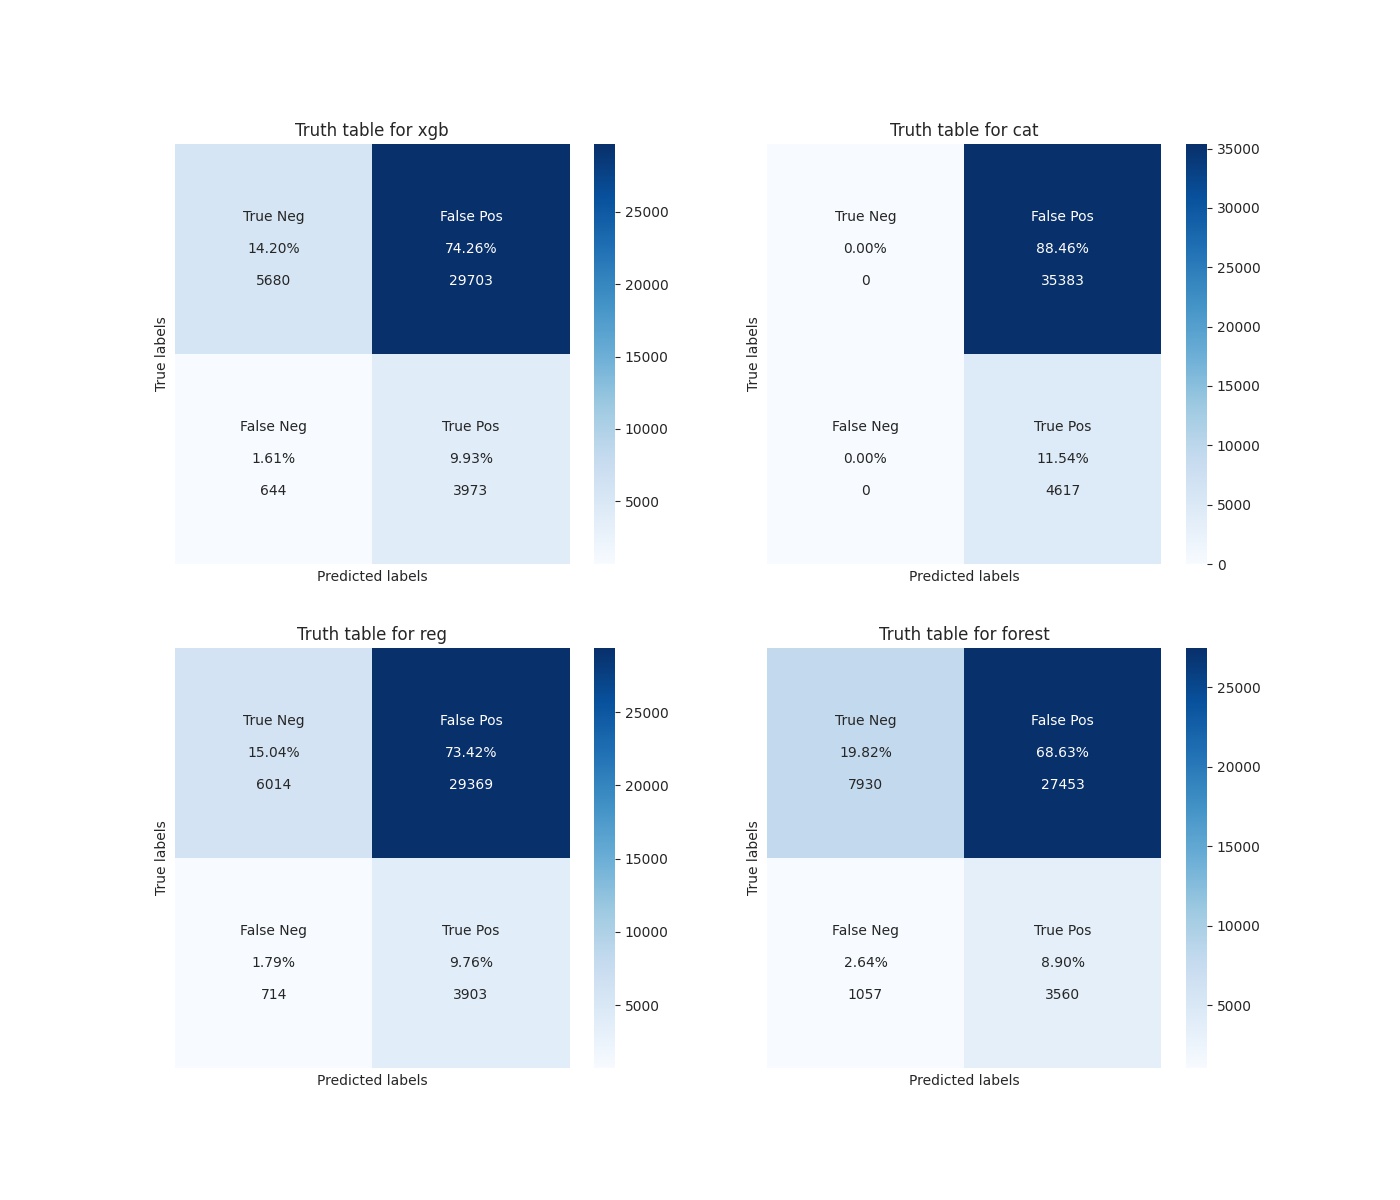 Truth table for xgb
True Neg
14.20%
5680
False Pos
74.26%
29703
False Neg
1.61%
644
True Pos
9.93%
3973
True labels
Predicted labels
25000
20000
15000
10000
5000
Truth table for cat
True Neg
0.00%
0
False Pos
88.46%
35383
False Neg
0.00%
0
True Pos
11.54%
4617
True labels
Predicted labels
35000
30000
25000
20000
15000
10000
5000
0
Truth table for reg
True Neg
15.04%
6014
False Pos
73.42%
29369
False Neg
1.79%
714
True Pos
9.76%
3903
True labels
Predicted labels
25000
20000
15000
10000
5000
Truth table for forest
True Neg
19.82%
7930
False Pos
68.63%
27453
False Neg
2.64%
1057
True Pos
8.90%
3560
True labels
Predicted labels
25000
20000
15000
10000
5000